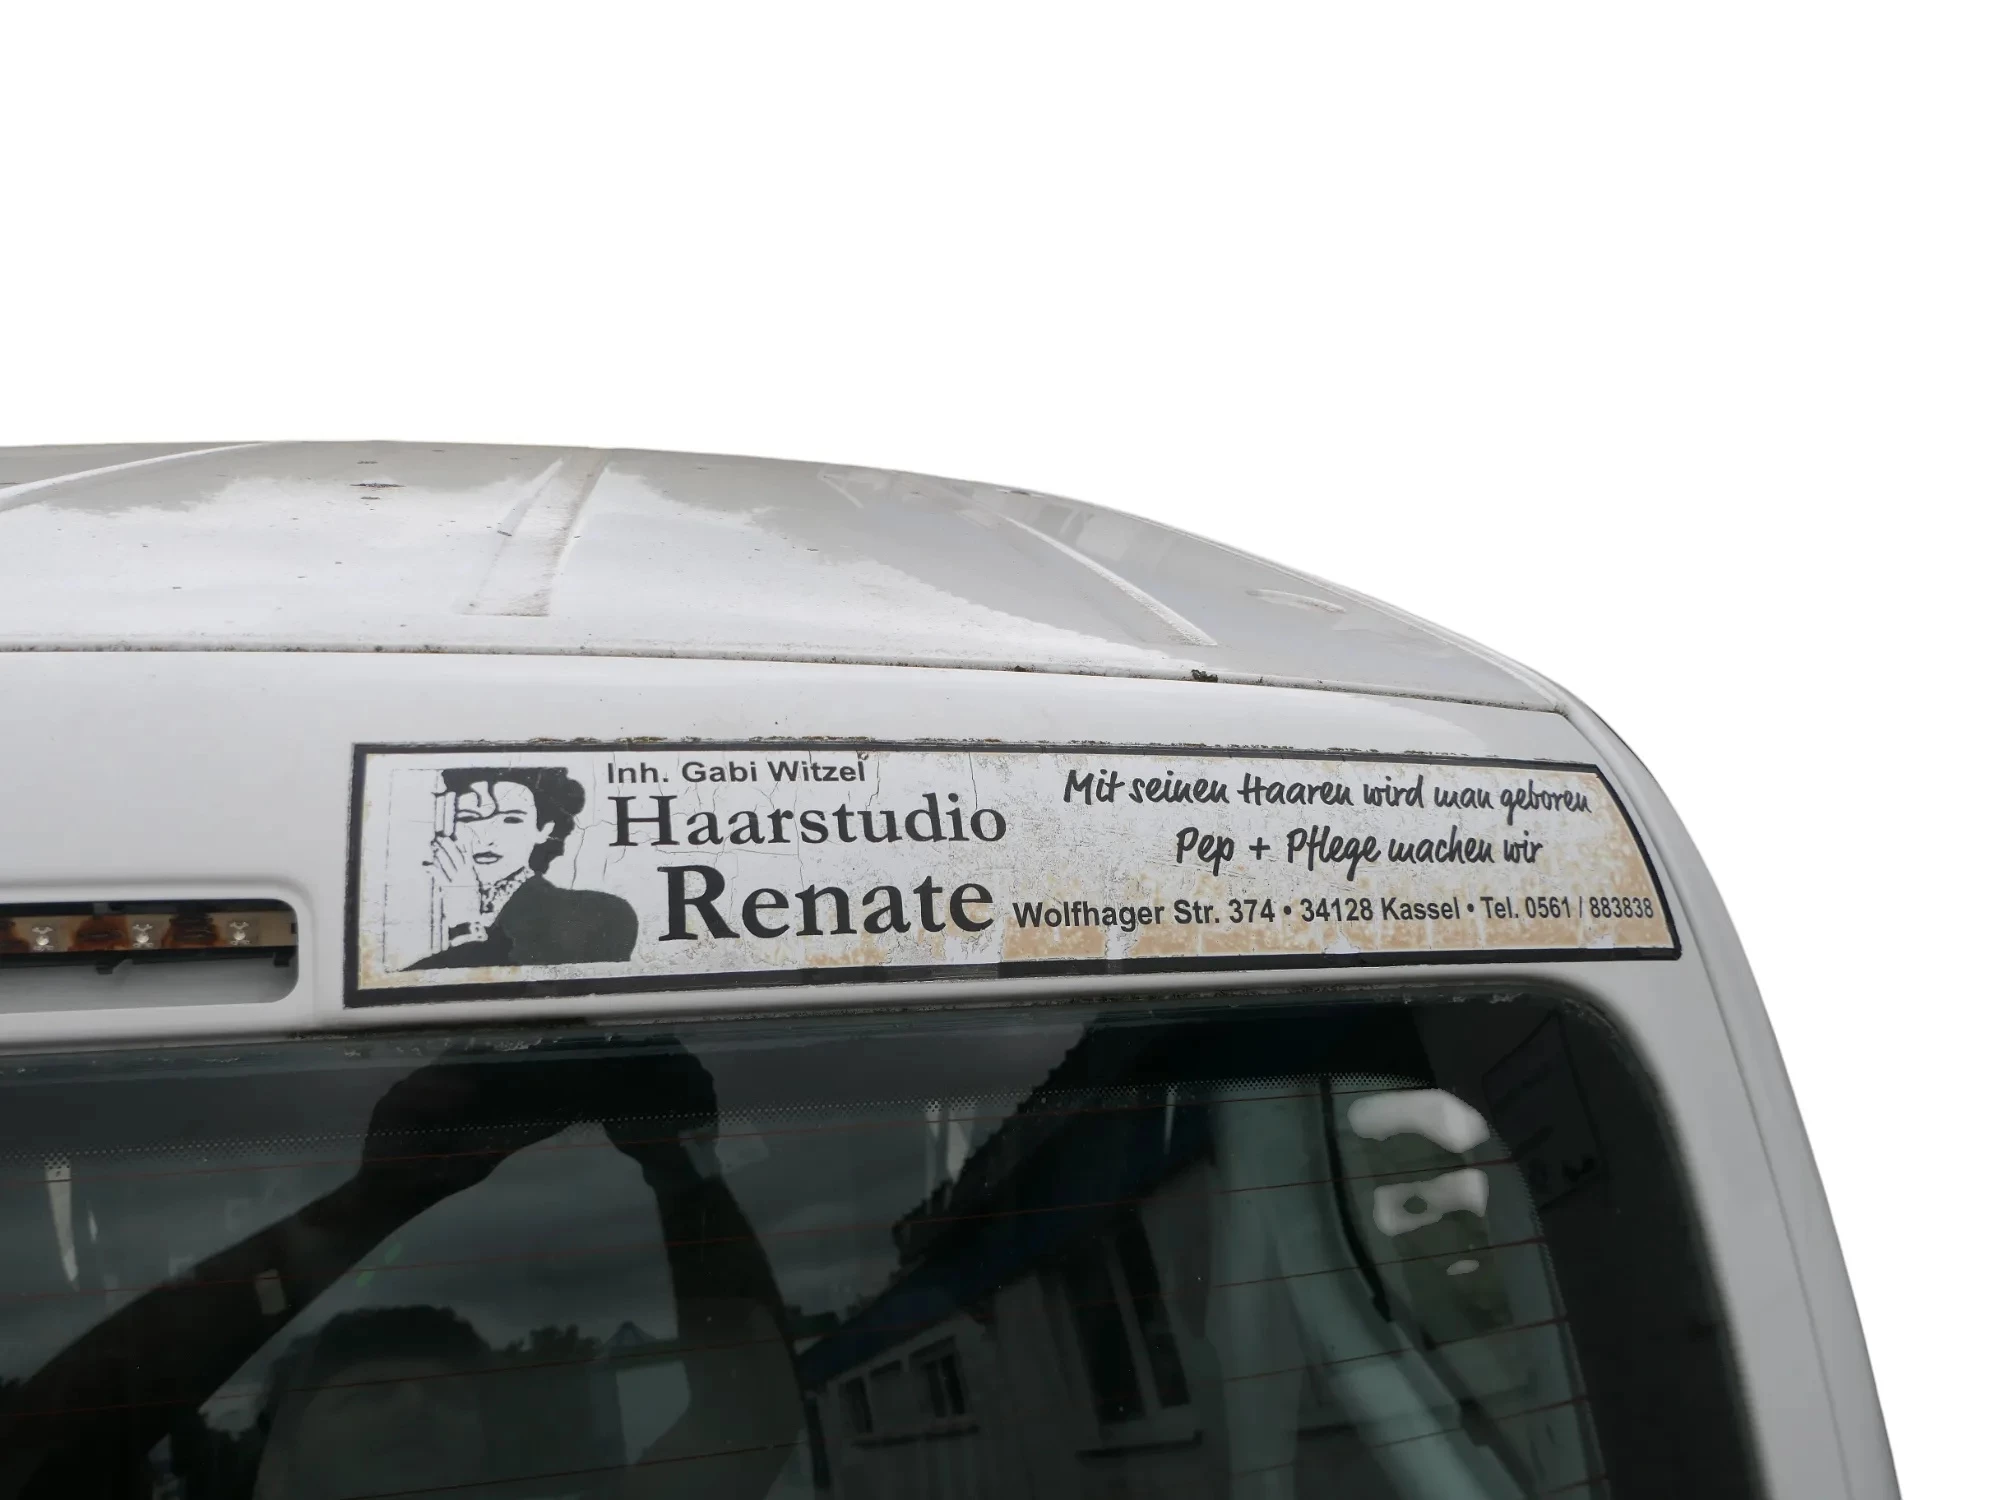 Inh. Gabi Witzel
Haarstudio
Renate
Mit seinen Haaren wird man geboren
Pep + Pflege machen wir
Wolfhager Str. 374 • 34128 Kassel • Tel. 0561 / 883838